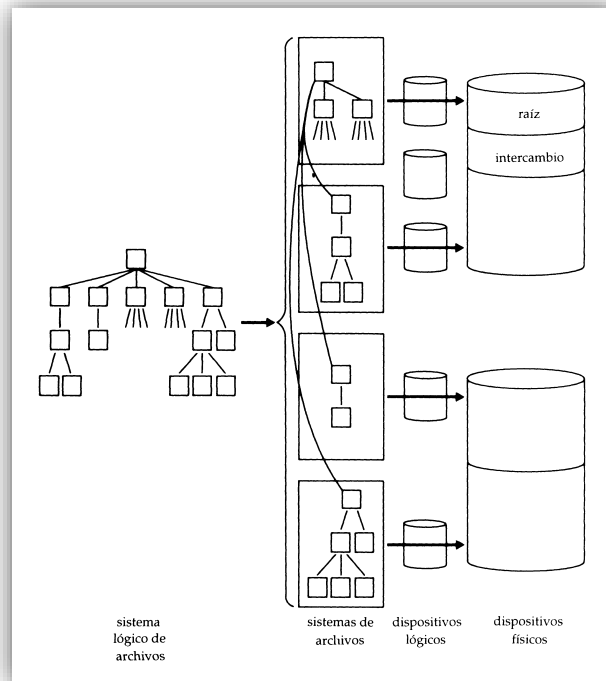 raíz
intercambio
sistema
lógico de
archivos
sistemas de
archivos
dispositivos
lógicos
dispositivos
físicos